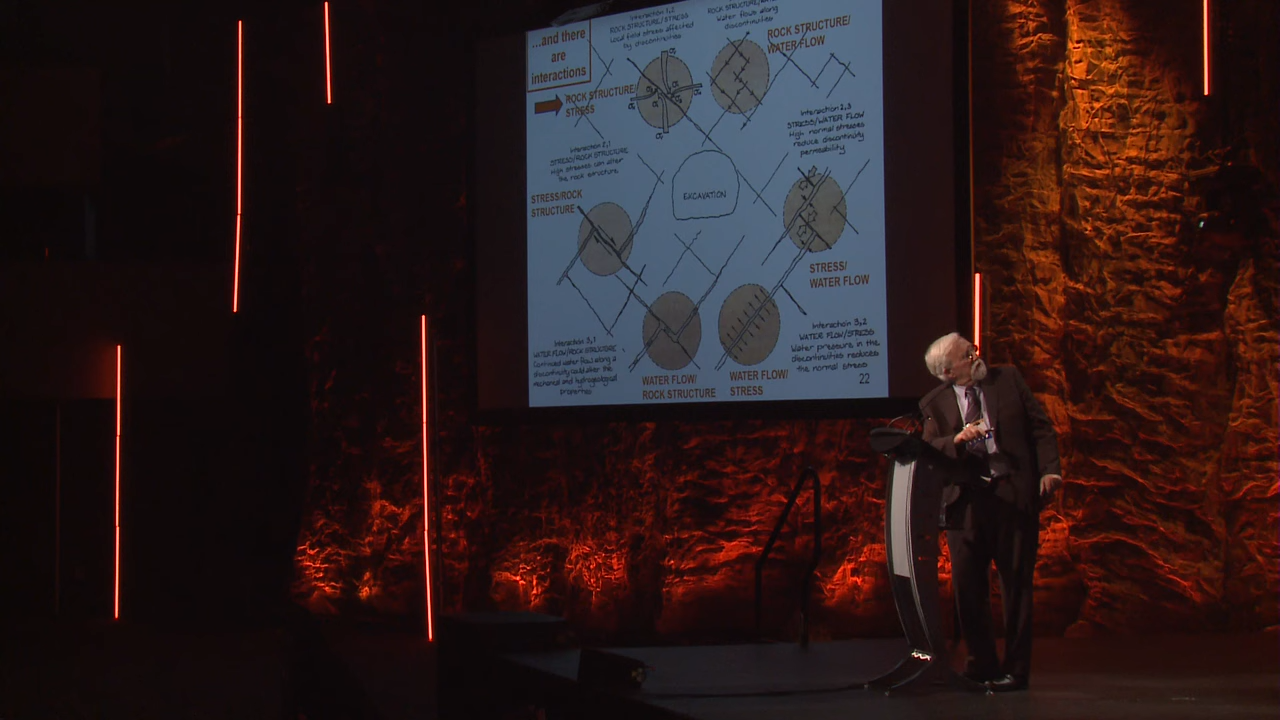 ...and there
are
interactions
Interaction 1,2
ROCK STRUCTURE/STRESS
Local field stress affected
by discontinuities
Water flows along
discontinuities
ROCK STRUCTURE/
WATER FLOW
ROCK STRUCTURE/
STRESS
Interaction 2,3
STRESS/WATER FLOW
High normal stresses
reduce discontinuity
permeability
Interaction 2,1
STRESS/ROCK STRUCTURE
High stresses can alter
the rock structure
EXCAVATION
STRESS/ROCK
STRUCTURE
STRESS/
WATER FLOW
Interaction 3,2
WATER FLOW/STRESS
Water pressure in the
discontinuities reduces
the normal stress
Interaction 3,1
WATER FLOW/ROCK STRUCTURE
Continued water flow along a
discontinuity could alter the
mechanical and hydrogeological
properties
WATER FLOW/
ROCK STRUCTURE
WATER FLOW/
STRESS
22